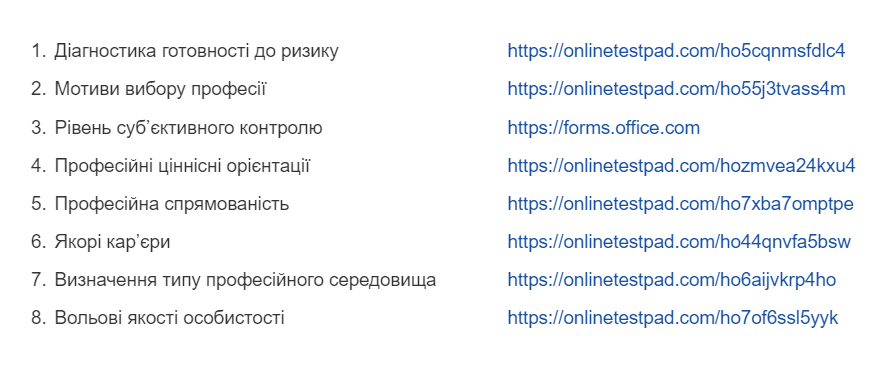 1. Діагностика готовності до ризику https://onlinetestpad.com/ho5cqnmsfdlc4
2. Мотиви вибору професії https://onlinetestpad.com/ho55j3tvass4m
3. Рівень суб’єктивного контролю https://forms.office.com
4. Професійні ціннісні орієнтації https://onlinetestpad.com/hozmvea24kxu4
5. Професійна спрямованість https://onlinetestpad.com/ho7xba7omptpe
6. Якорі кар’єри https://onlinetestpad.com/ho44qnvfa5bsw
7. Визначення типу професійного середовища https://onlinetestpad.com/ho6aijvkrp4ho
8. Вольові якості особистості https://onlinetestpad.com/ho7of6ssl5yyk